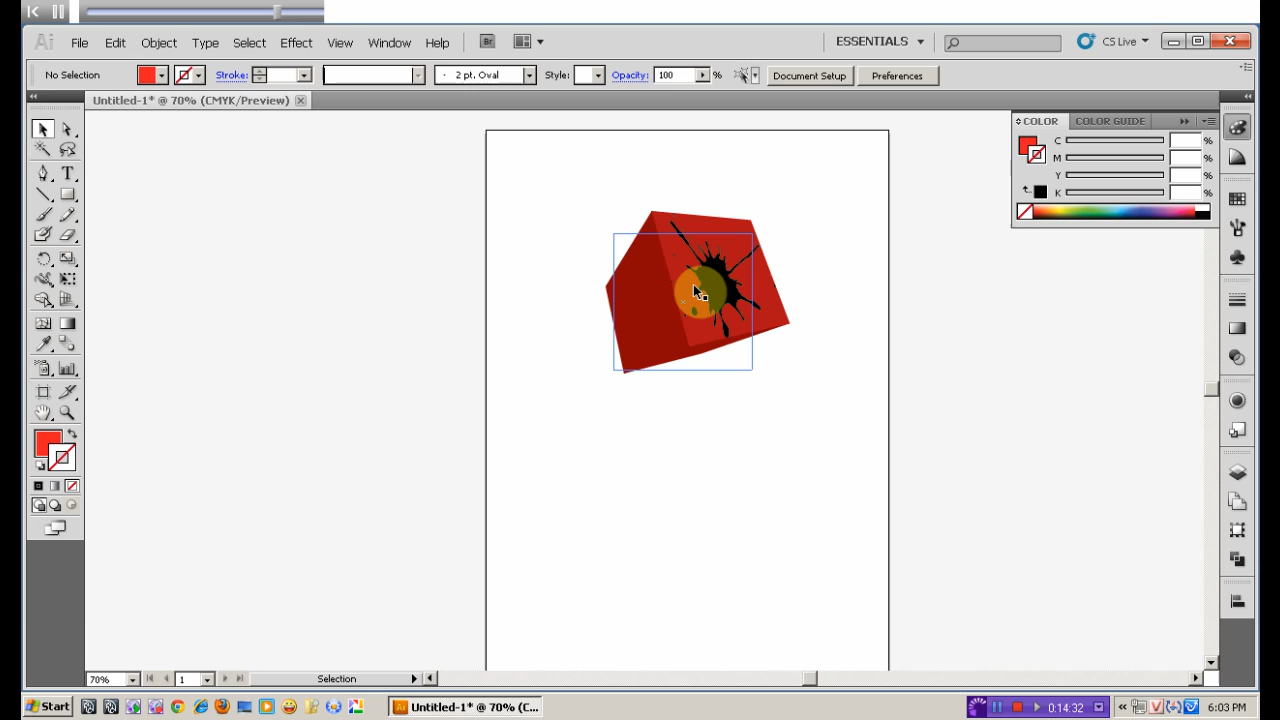 Ai File Edit Object Type Select Effect View Window Help Br ESSENTIALS CS Live
No Selection Stroke: 2 pt. Oval Style: Opacity: 100 % Document Setup Preferences
Untitled-1* @ 70% (CMYK/Preview)
COLOR COLOR GUIDE
C %
M %
Y %
K %
T
70% 1 Selection
Start Untitled-1* @ 70% (C... 0:14:32 6:03 PM